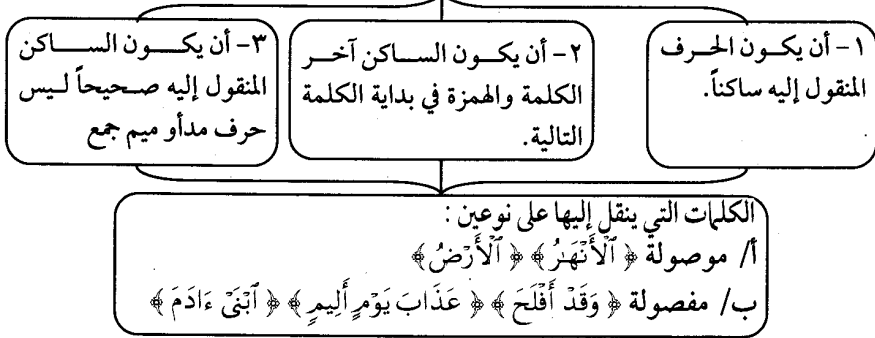 ١- أن يكون الحرف
المنقول إليه ساكناً.
٢- أن يكون الساكن آخر
الكلمة والهمزة في بداية الكلمة
التالية.
٣- أن يكون الساكن
المنقول إليه صحيحاً ليس
حرف مد أو ميم جمع
الكلمات التي ينقل إليها على نوعين :
أ/ موصولة ﴿ ٱلْأَنْهَٰرُ ﴾ ﴿ ٱلْأَرْضُ ﴾
ب/ مفصولة ﴿ وَقَدْ أَفْلَحَ ﴾ ﴿ عَذَابَ يَوْمٍ أَلِيمٍ ﴾ ﴿ ٱبْنَىْ ءَادَمَ ﴾